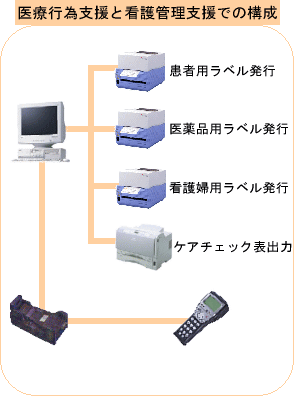 医療行為支援と看護管理支援での構成
患者用ラベル発行
医薬品用ラベル発行
看護婦用ラベル発行
ケアチェック表出力